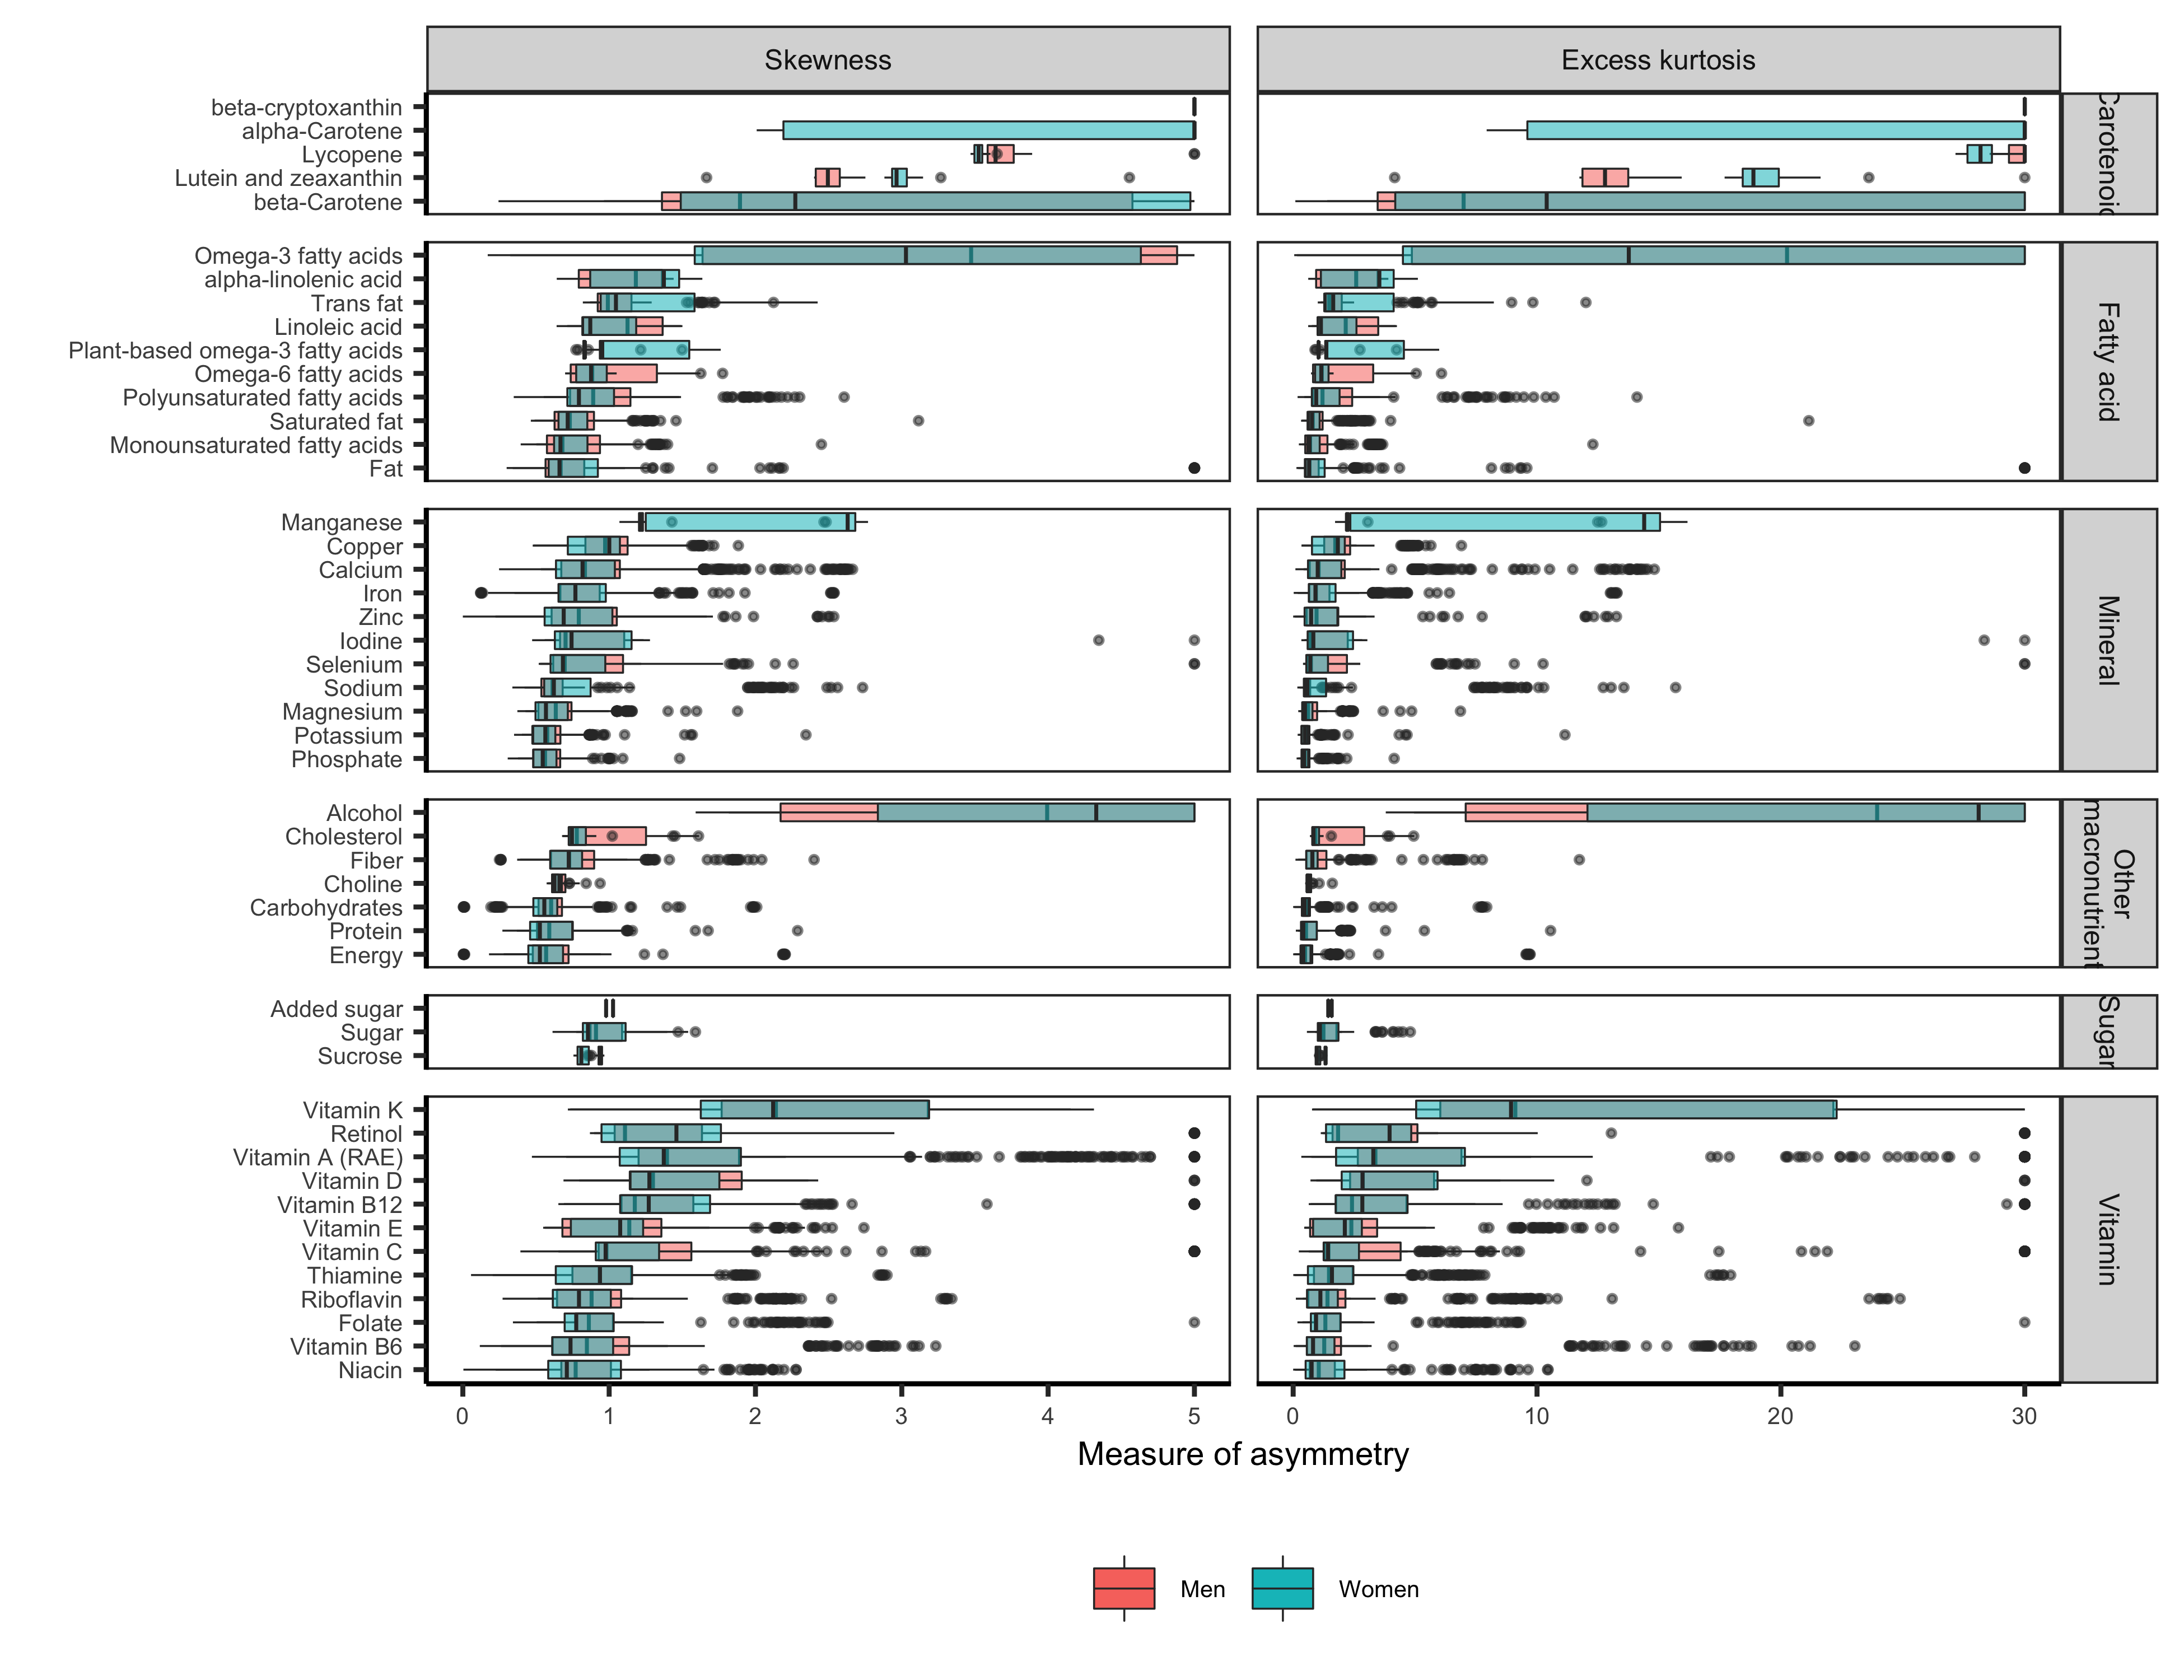 Skewness
Excess kurtosis
beta-cryptoxanthin
alpha-Carotene
Lycopene
Lutein and zeaxanthin
beta-Carotene
Carotenoid
Omega-3 fatty acids
alpha-linolenic acid
Trans fat
Linoleic acid
Plant-based omega-3 fatty acids
Omega-6 fatty acids
Polyunsaturated fatty acids
Saturated fat
Monounsaturated fatty acids
Fat
Fatty acid
Manganese
Copper
Calcium
Iron
Zinc
Iodine
Selenium
Sodium
Magnesium
Potassium
Phosphate
Mineral
Alcohol
Cholesterol
Fiber
Choline
Carbohydrates
Protein
Energy
Other
macronutrient
Added sugar
Sugar
Sucrose
Sugar
Vitamin K
Retinol
Vitamin A (RAE)
Vitamin D
Vitamin B12
Vitamin E
Vitamin C
Thiamine
Riboflavin
Folate
Vitamin B6
Niacin
Vitamin
0 1 2 3 4 5
0 10 20 30
Measure of asymmetry
Men
Women